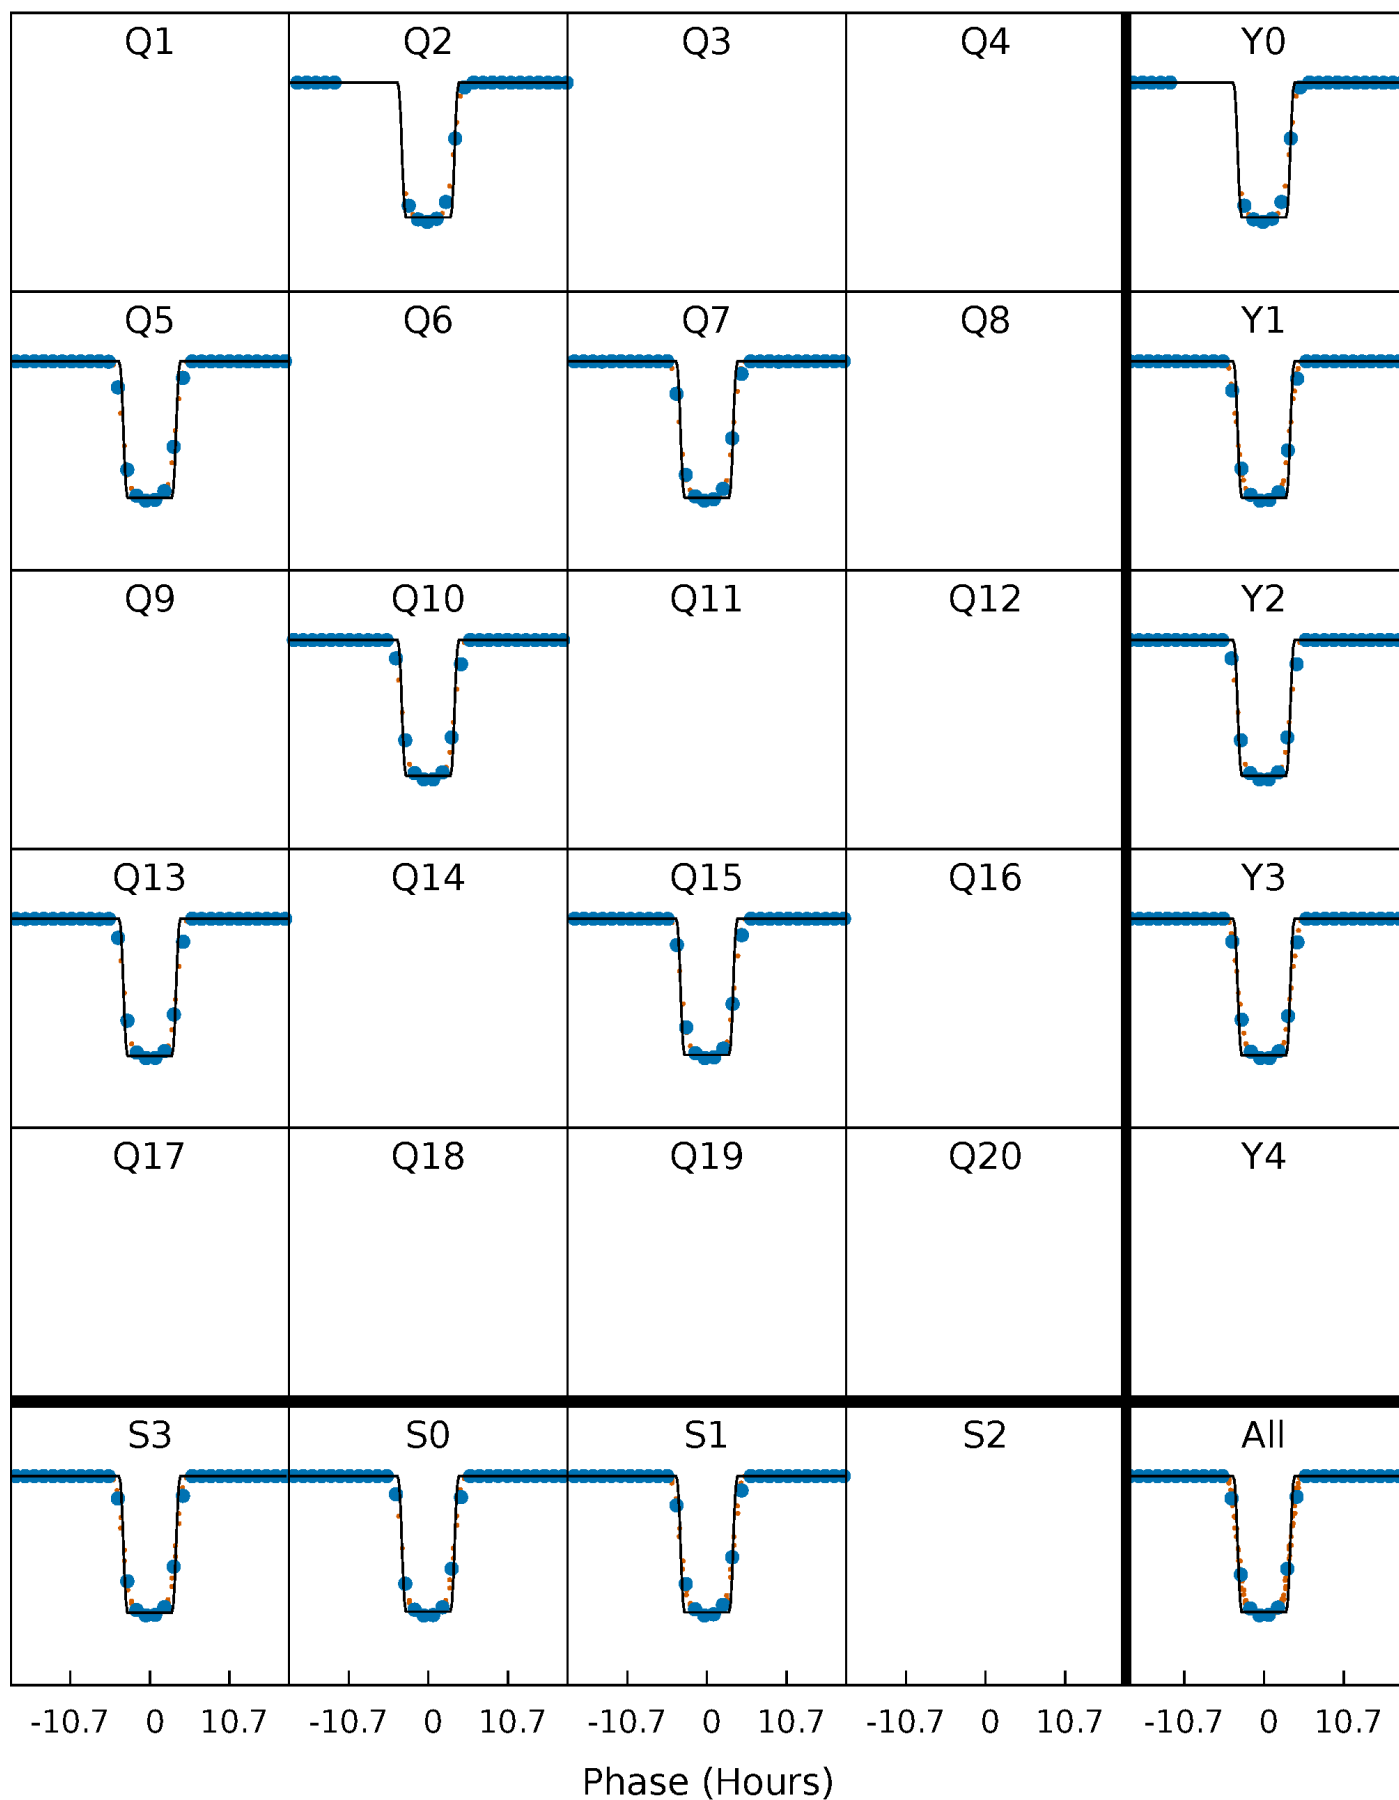 Q1 Q2 Q3 Q4 Y0
Q5 Q6 Q7 Q8 Y1
Q9 Q10 Q11 Q12 Y2
Q13 Q14 Q15 Q16 Y3
Q17 Q18 Q19 Q20 Y4
S3 S0 S1 S2 All
-10.7 0 10.7 -10.7 0 10.7 -10.7 0 10.7 -10.7 0 10.7 -10.7 0 10.7
Phase (Hours)